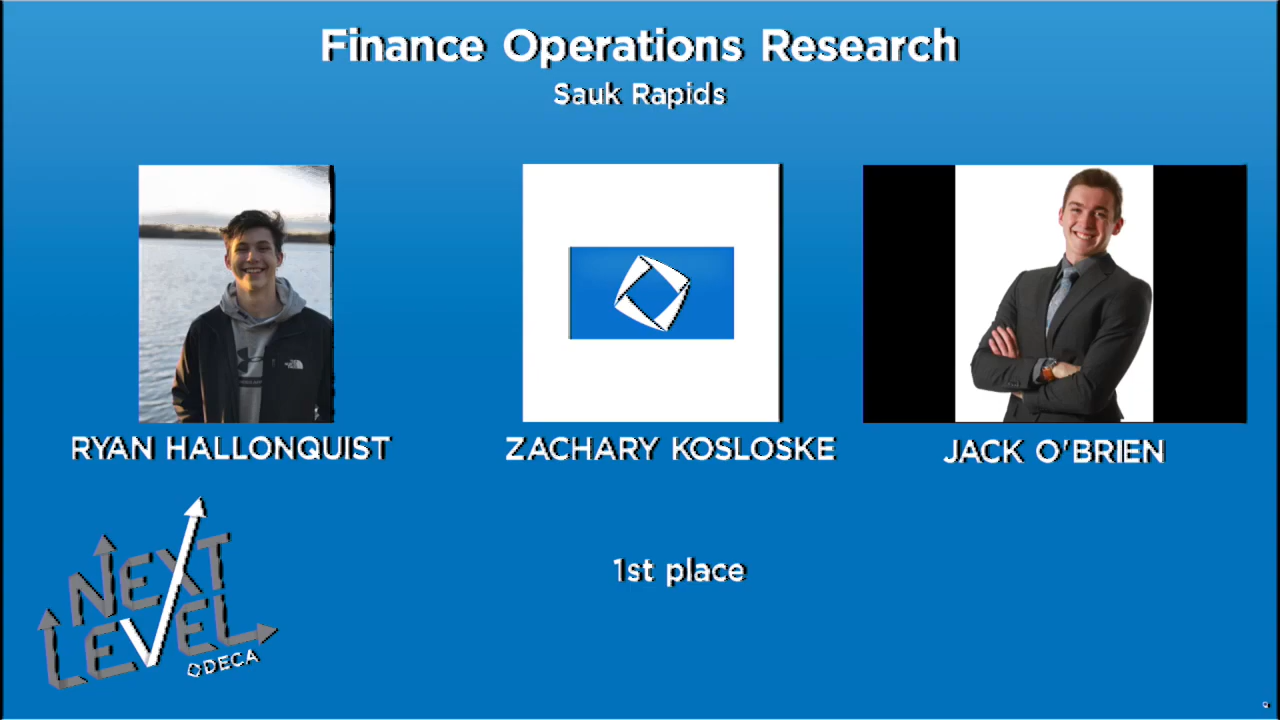 Finance Operations Research
Sauk Rapids
RYAN HALLONQUIST
ZACHARY KOSLOSKE
JACK O'BRIEN
1st place
NEXT
LEVEL
DECA